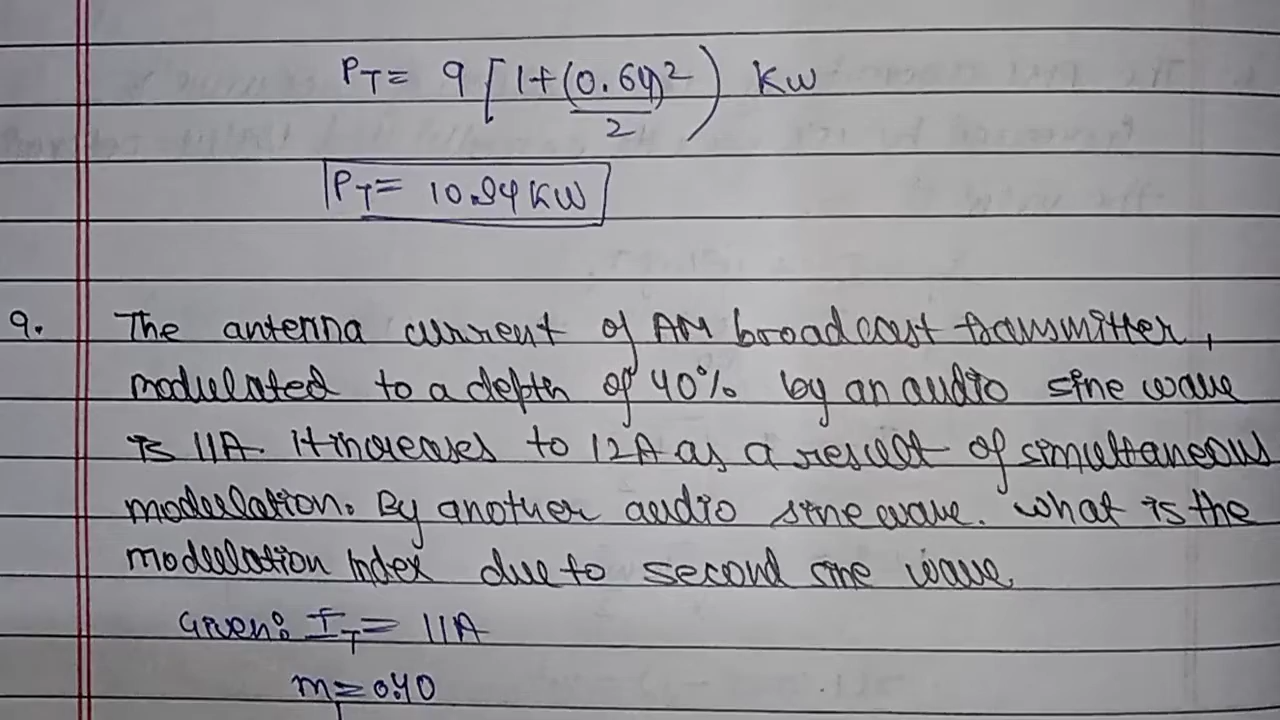 PT = 9 [1+(0.64)²/2) KW
PT = 10.84 KW
9. The antenna current of AM broadcast transmitter,
modulated to a depth of 40% by an audio sine wave
is 11A. It increases to 12A as a result of simultaneous
modulation. By another audio sine wave. What is the
modulation Index due to second sine wave.
Given: IT = 11A
m = 0.40